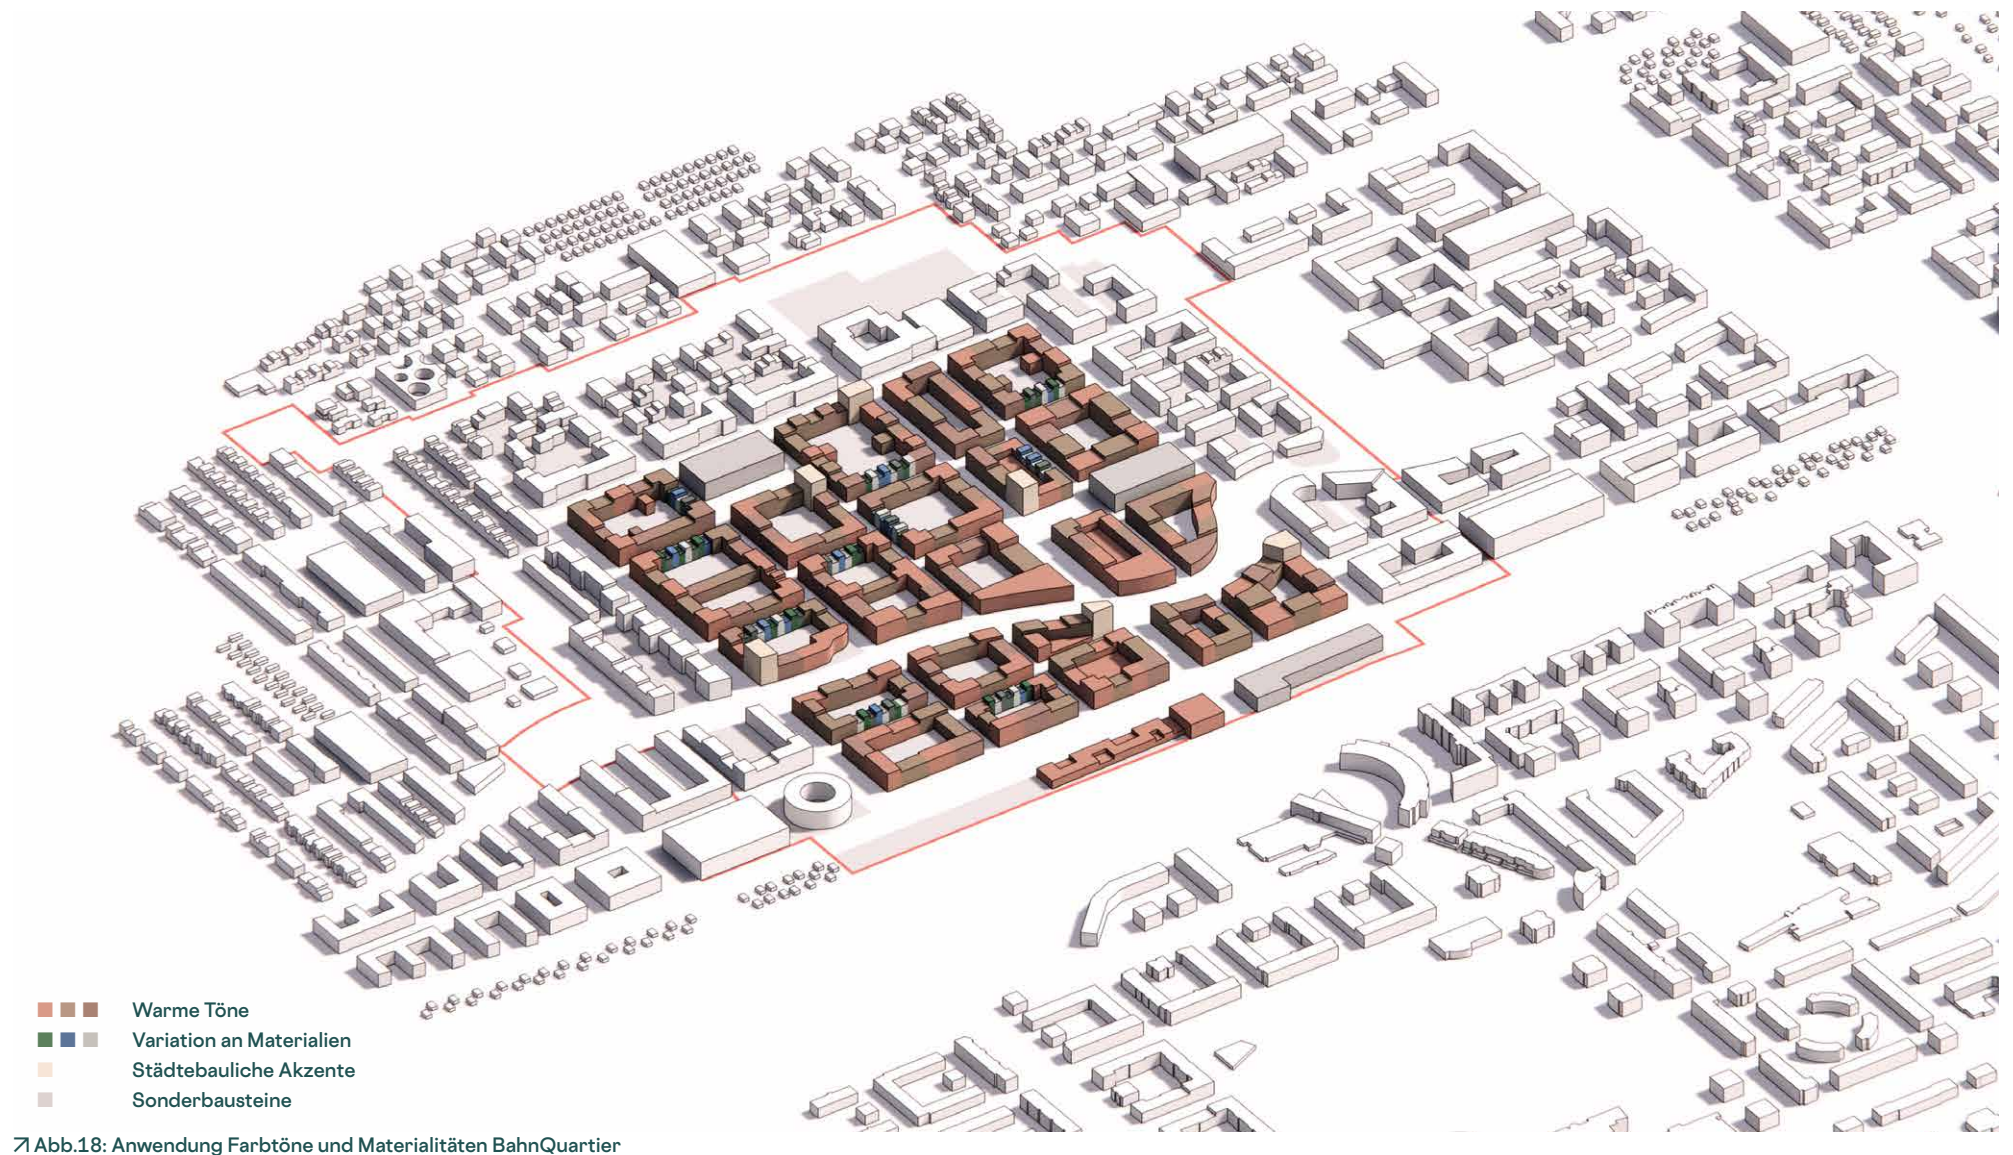 Warme Töne
Variation an Materialien
Städtebauliche Akzente
Sonderbausteine
↗ Abb.18: Anwendung Farbtöne und Materialitäten BahnQuartier